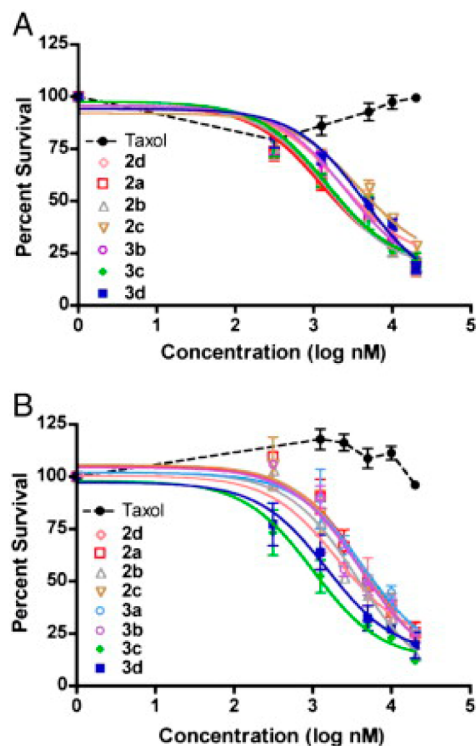 A
125
100
75
50
25
0
Percent Survival
Taxol
2d
2a
2b
2c
3b
3c
3d
0 1 2 3 4 5
Concentration (log nM)
B
125
100
75
50
25
0
Percent Survival
Taxol
2d
2a
2b
2c
3a
3b
3c
3d
0 1 2 3 4 5
Concentration (log nM)